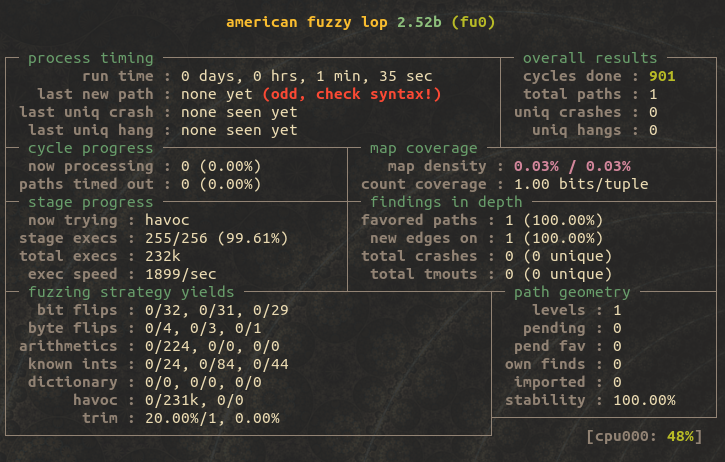 american fuzzy lop 2.52b (fu0)
process timing overall results
run time : 0 days, 0 hrs, 1 min, 35 sec cycles done : 901
last new path : none yet (odd, check syntax!) total paths : 1
last uniq crash : none seen yet uniq crashes : 0
last uniq hang : none seen yet uniq hangs : 0
cycle progress map coverage
now processing : 0 (0.00%) map density : 0.03% / 0.03%
paths timed out : 0 (0.00%) count coverage : 1.00 bits/tuple
stage progress findings in depth
now trying : havoc favored paths : 1 (100.00%)
stage execs : 255/256 (99.61%) new edges on : 1 (100.00%)
total execs : 232k total crashes : 0 (0 unique)
exec speed : 1899/sec total tmouts : 0 (0 unique)
fuzzing strategy yields path geometry
bit flips : 0/32, 0/31, 0/29 levels : 1
byte flips : 0/4, 0/3, 0/1 pending : 0
arithmetics : 0/224, 0/0, 0/0 pend fav : 0
known ints : 0/24, 0/84, 0/44 own finds : 0
dictionary : 0/0, 0/0, 0/0 imported : 0
havoc : 0/231k, 0/0 stability : 100.00%
trim : 20.00%/1, 0.00%
[cpu000: 48%]